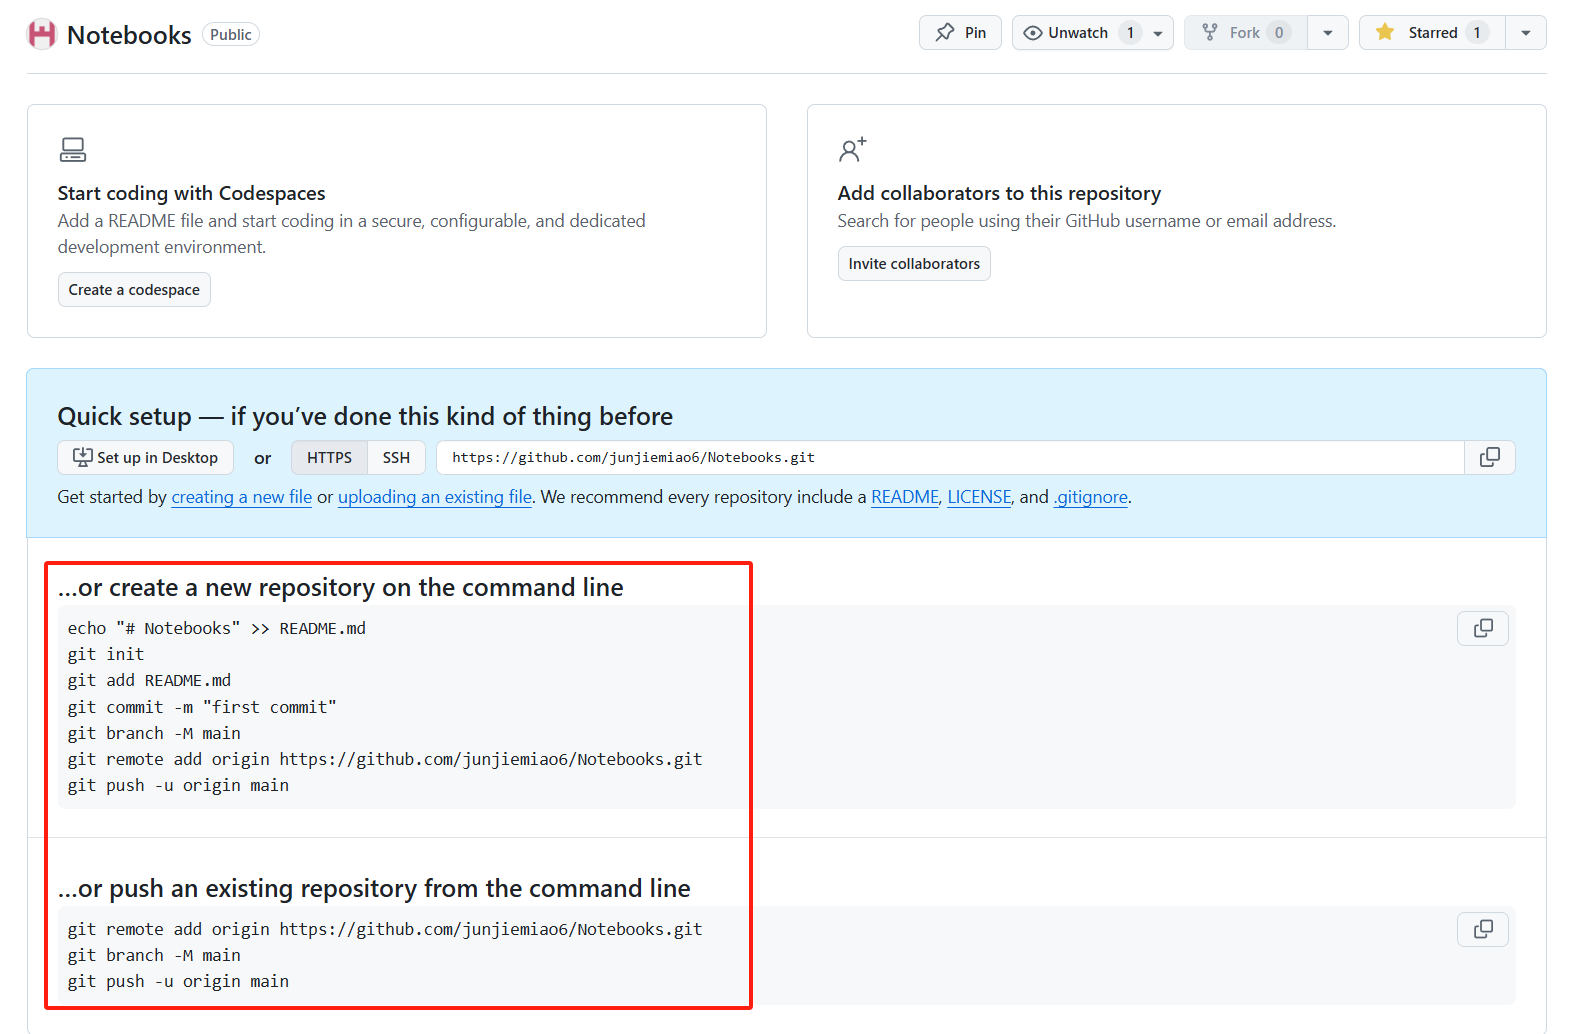 Notebooks Public
Pin Unwatch 1 Fork 0 Starred 1
Start coding with Codespaces
Add a README file and start coding in a secure, configurable, and dedicated
development environment.
Create a codespace
Add collaborators to this repository
Search for people using their GitHub username or email address.
Invite collaborators
Quick setup — if you’ve done this kind of thing before
Set up in Desktop or HTTPS SSH https://github.com/junjiemiao6/Notebooks.git
Get started by creating a new file or uploading an existing file. We recommend every repository include a README, LICENSE, and .gitignore.
…or create a new repository on the command line
echo "# Notebooks" >> README.md
git init
git add README.md
git commit -m "first commit"
git branch -M main
git remote add origin https://github.com/junjiemiao6/Notebooks.git
git push -u origin main
…or push an existing repository from the command line
git remote add origin https://github.com/junjiemiao6/Notebooks.git
git branch -M main
git push -u origin main